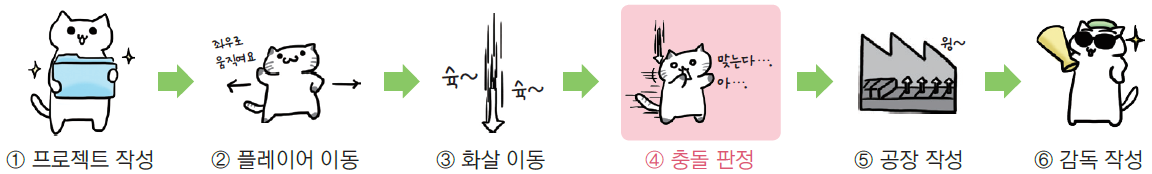 좌우로
움직여요
슢~
슢~
맞는다…．
아…．
윙~
① 프로젝트 작성
② 플레이어 이동
③ 화살 이동
④ 충돌 판정
⑤ 공장 작성
⑥ 감독 작성